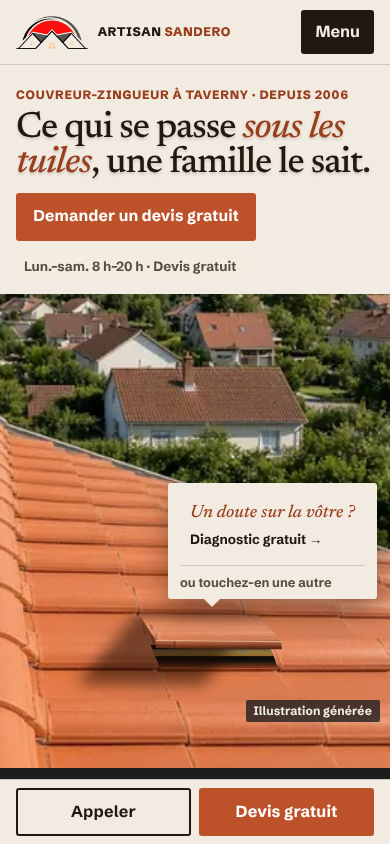 ARTISAN SANDERO
Menu
COUVREUR-ZINGUEUR À TAVERNY · DEPUIS 2006
Ce qui se passe sous les
tuiles, une famille le sait.
Demander un devis gratuit
Lun.-sam. 8 h-20 h · Devis gratuit
Un doute sur la vôtre ?
Diagnostic gratuit →
ou touchez-en une autre
Illustration générée
Appeler
Devis gratuit